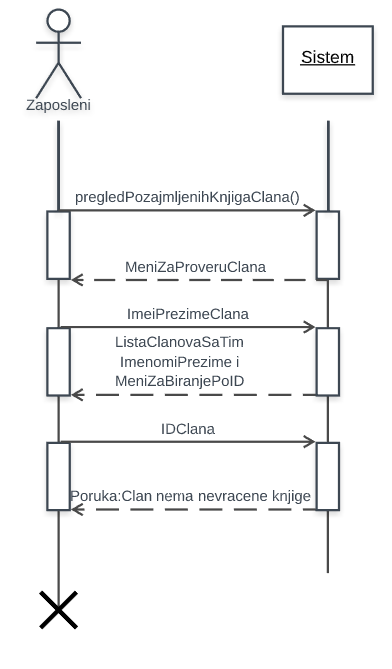 Sistem
Zaposleni
pregledPozajmljenihKnjigaClana()
MeniZaProveruClana
ImeiPrezimeClana
ListaClanovaSaTim
ImenomiPrezime i
MeniZaBiranjePoID
IDClana
Poruka:Clan nema nevracene knjige